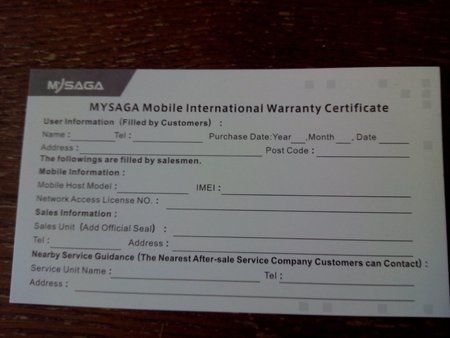 MYSAGA
MYSAGA Mobile International Warranty Certificate
User Information (Filled by Customers) :
Name : Tel : Purchase Date:Year , Month , Date
Address : Post Code :
The followings are filled by salesmen.
Mobile Information :
Mobile Host Model : IMEI :
Network Access License NO. :
Sales Information :
Sales Unit (Add Official Seal) :
Tel : Address :
Nearby Service Guidance (The Nearest After-sale Service Company Customers can Contact) :
Service Unit Name : Tel :
Address :